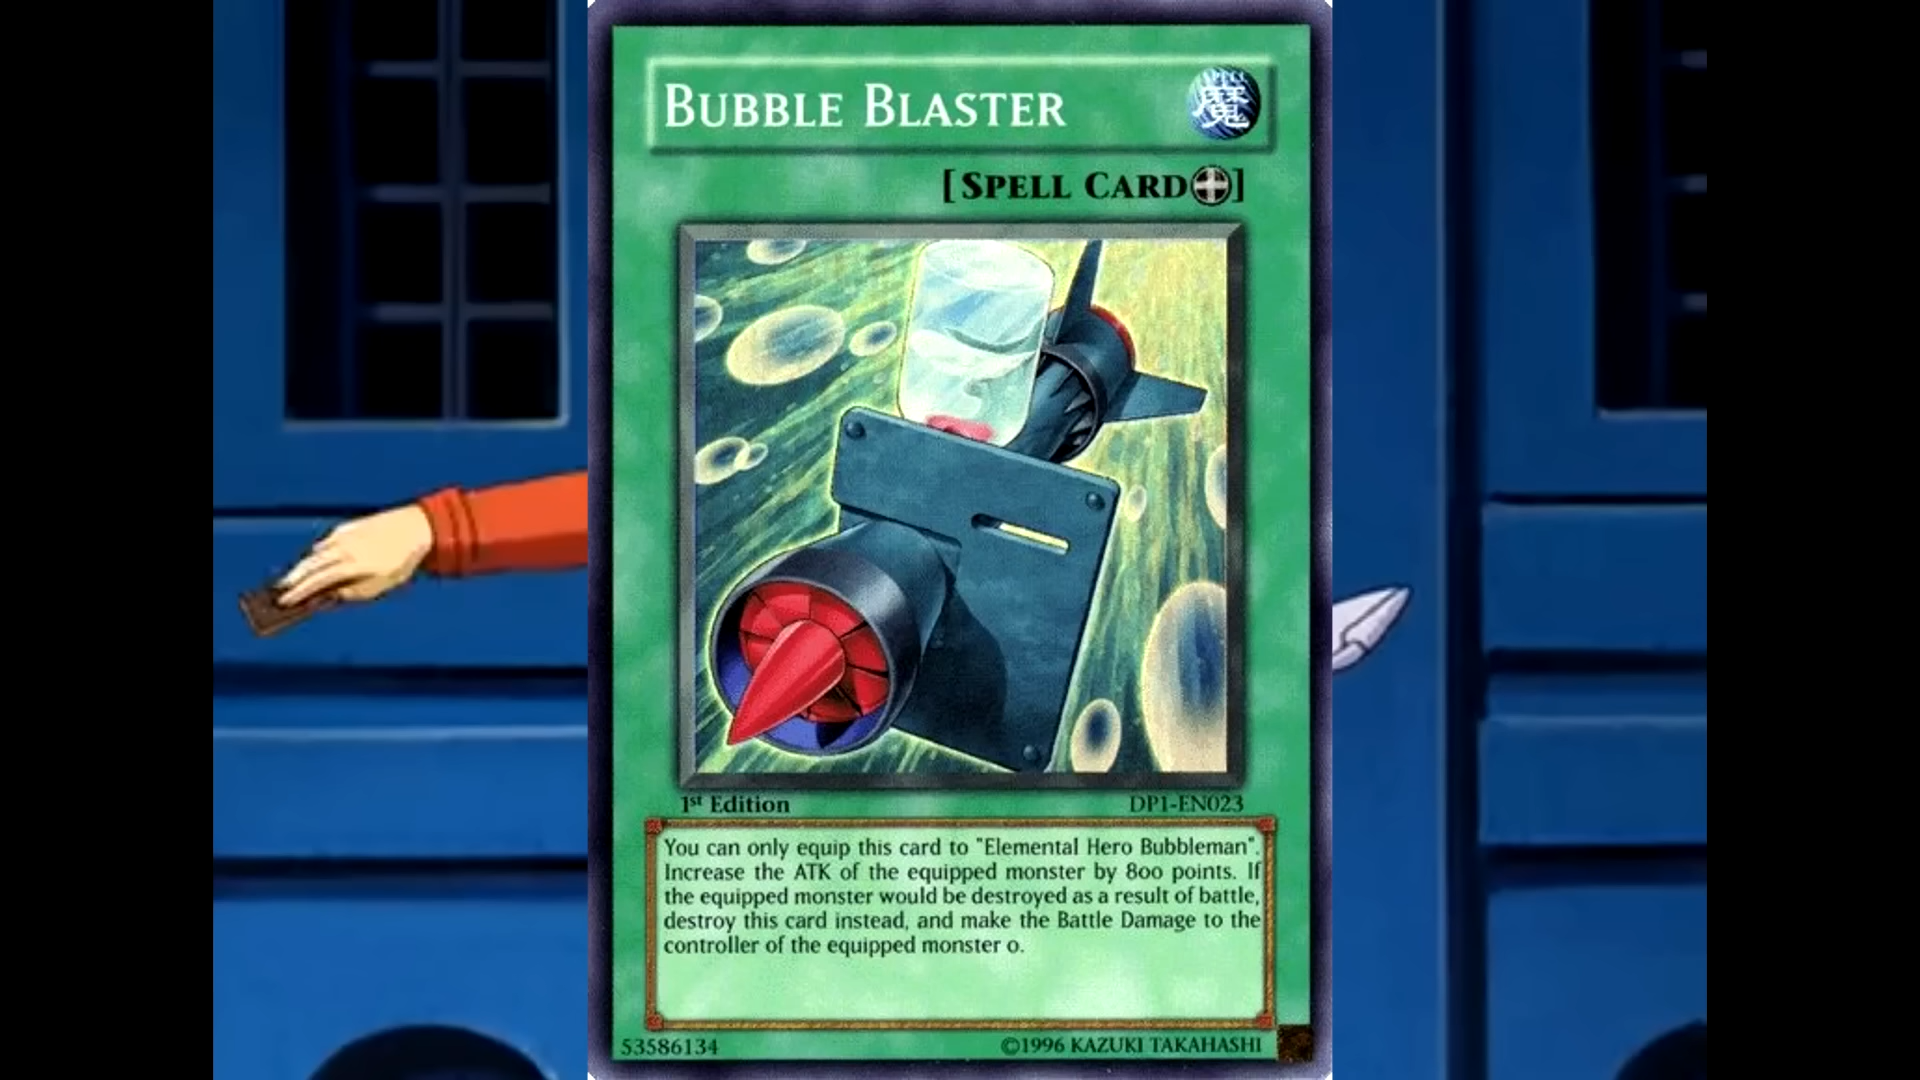 BUBBLE BLASTER
魔
[SPELL CARD]
1st Edition
DP1-EN023
You can only equip this card to "Elemental Hero Bubbleman".
Increase the ATK of the equipped monster by 800 points. If
the equipped monster would be destroyed as a result of battle,
destroy this card instead, and make the Battle Damage to the
controller of the equipped monster 0.
53586134
©1996 KAZUKI TAKAHASHI